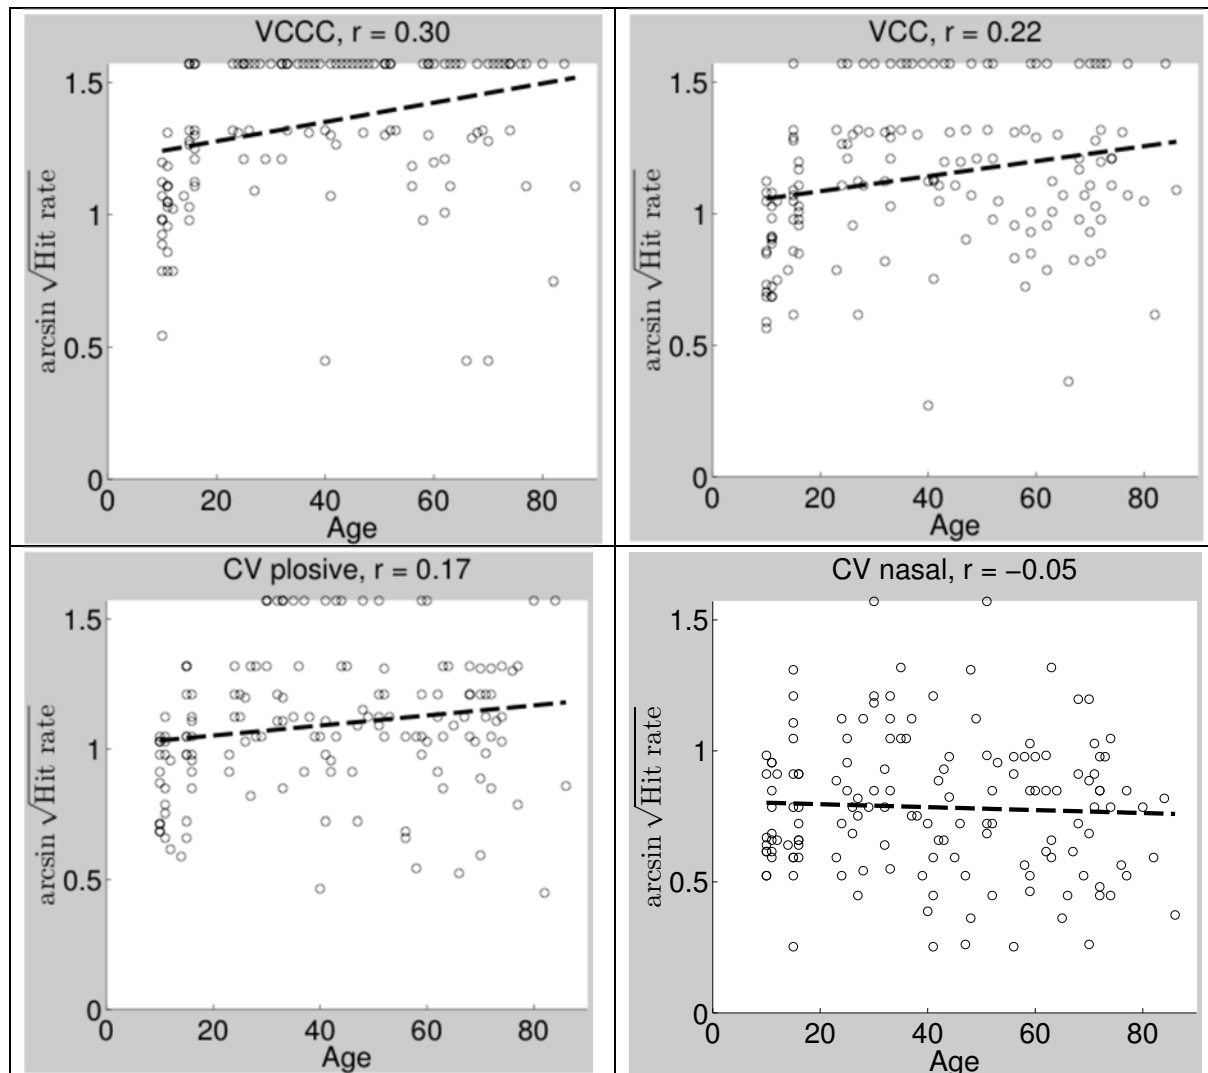 VCCC, r = 0.30
1.5
1
0.5
0
0 20 40 60 80
Age
arcsin √Hit rate
VCC, r = 0.22
1.5
1
0.5
0
0 20 40 60 80
Age
arcsin √Hit rate
CV plosive, r = 0.17
1.5
1
0.5
0
0 20 40 60 80
Age
arcsin √Hit rate
CV nasal, r = −0.05
1.5
1
0.5
0
0 20 40 60 80
Age
arcsin √Hit rate